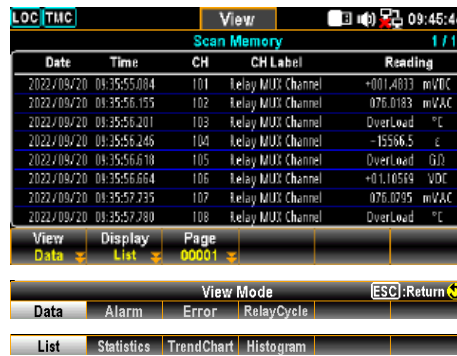 LOC TMC View 09:45:4
Scan Memory 1 / 1
Date Time CH CH Label Reading
2022/09/20 09:35:55.084 101 Relay MUX Channel +001.4833 mVDC
2022/09/20 09:35:56.155 102 Relay MUX Channel 076.0183 mVAC
2022/09/20 09:35:56.201 103 Relay MUX Channel OverLoad °C
2022/09/20 09:35:56.246 104 Relay MUX Channel -15566.5 ε
2022/09/20 09:35:56.618 105 Relay MUX Channel OverLoad GΩ
2022/09/20 09:35:56.664 106 Relay MUX Channel +01.10569 VDC
2022/09/20 09:35:57.735 107 Relay MUX Channel 076.0795 mVAC
2022/09/20 09:35:57.780 108 Relay MUX Channel OverLoad °C
View Display Page
Data List 00001
View Mode ESC:Return
Data Alarm Error RelayCycle
List Statistics TrendChart Histogram